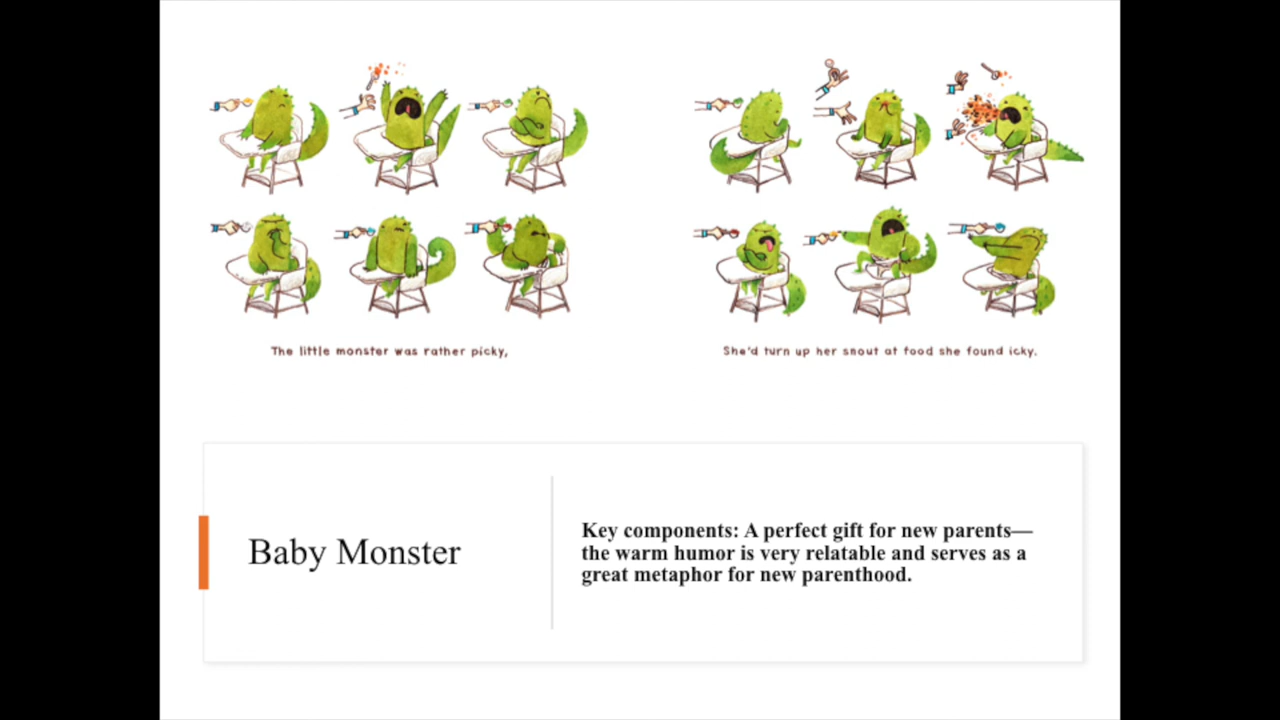 The little monster was rather picky,
She'd turn up her snout at food she found icky.
Baby Monster
Key components: A perfect gift for new parents—
the warm humor is very relatable and serves as a
great metaphor for new parenthood.